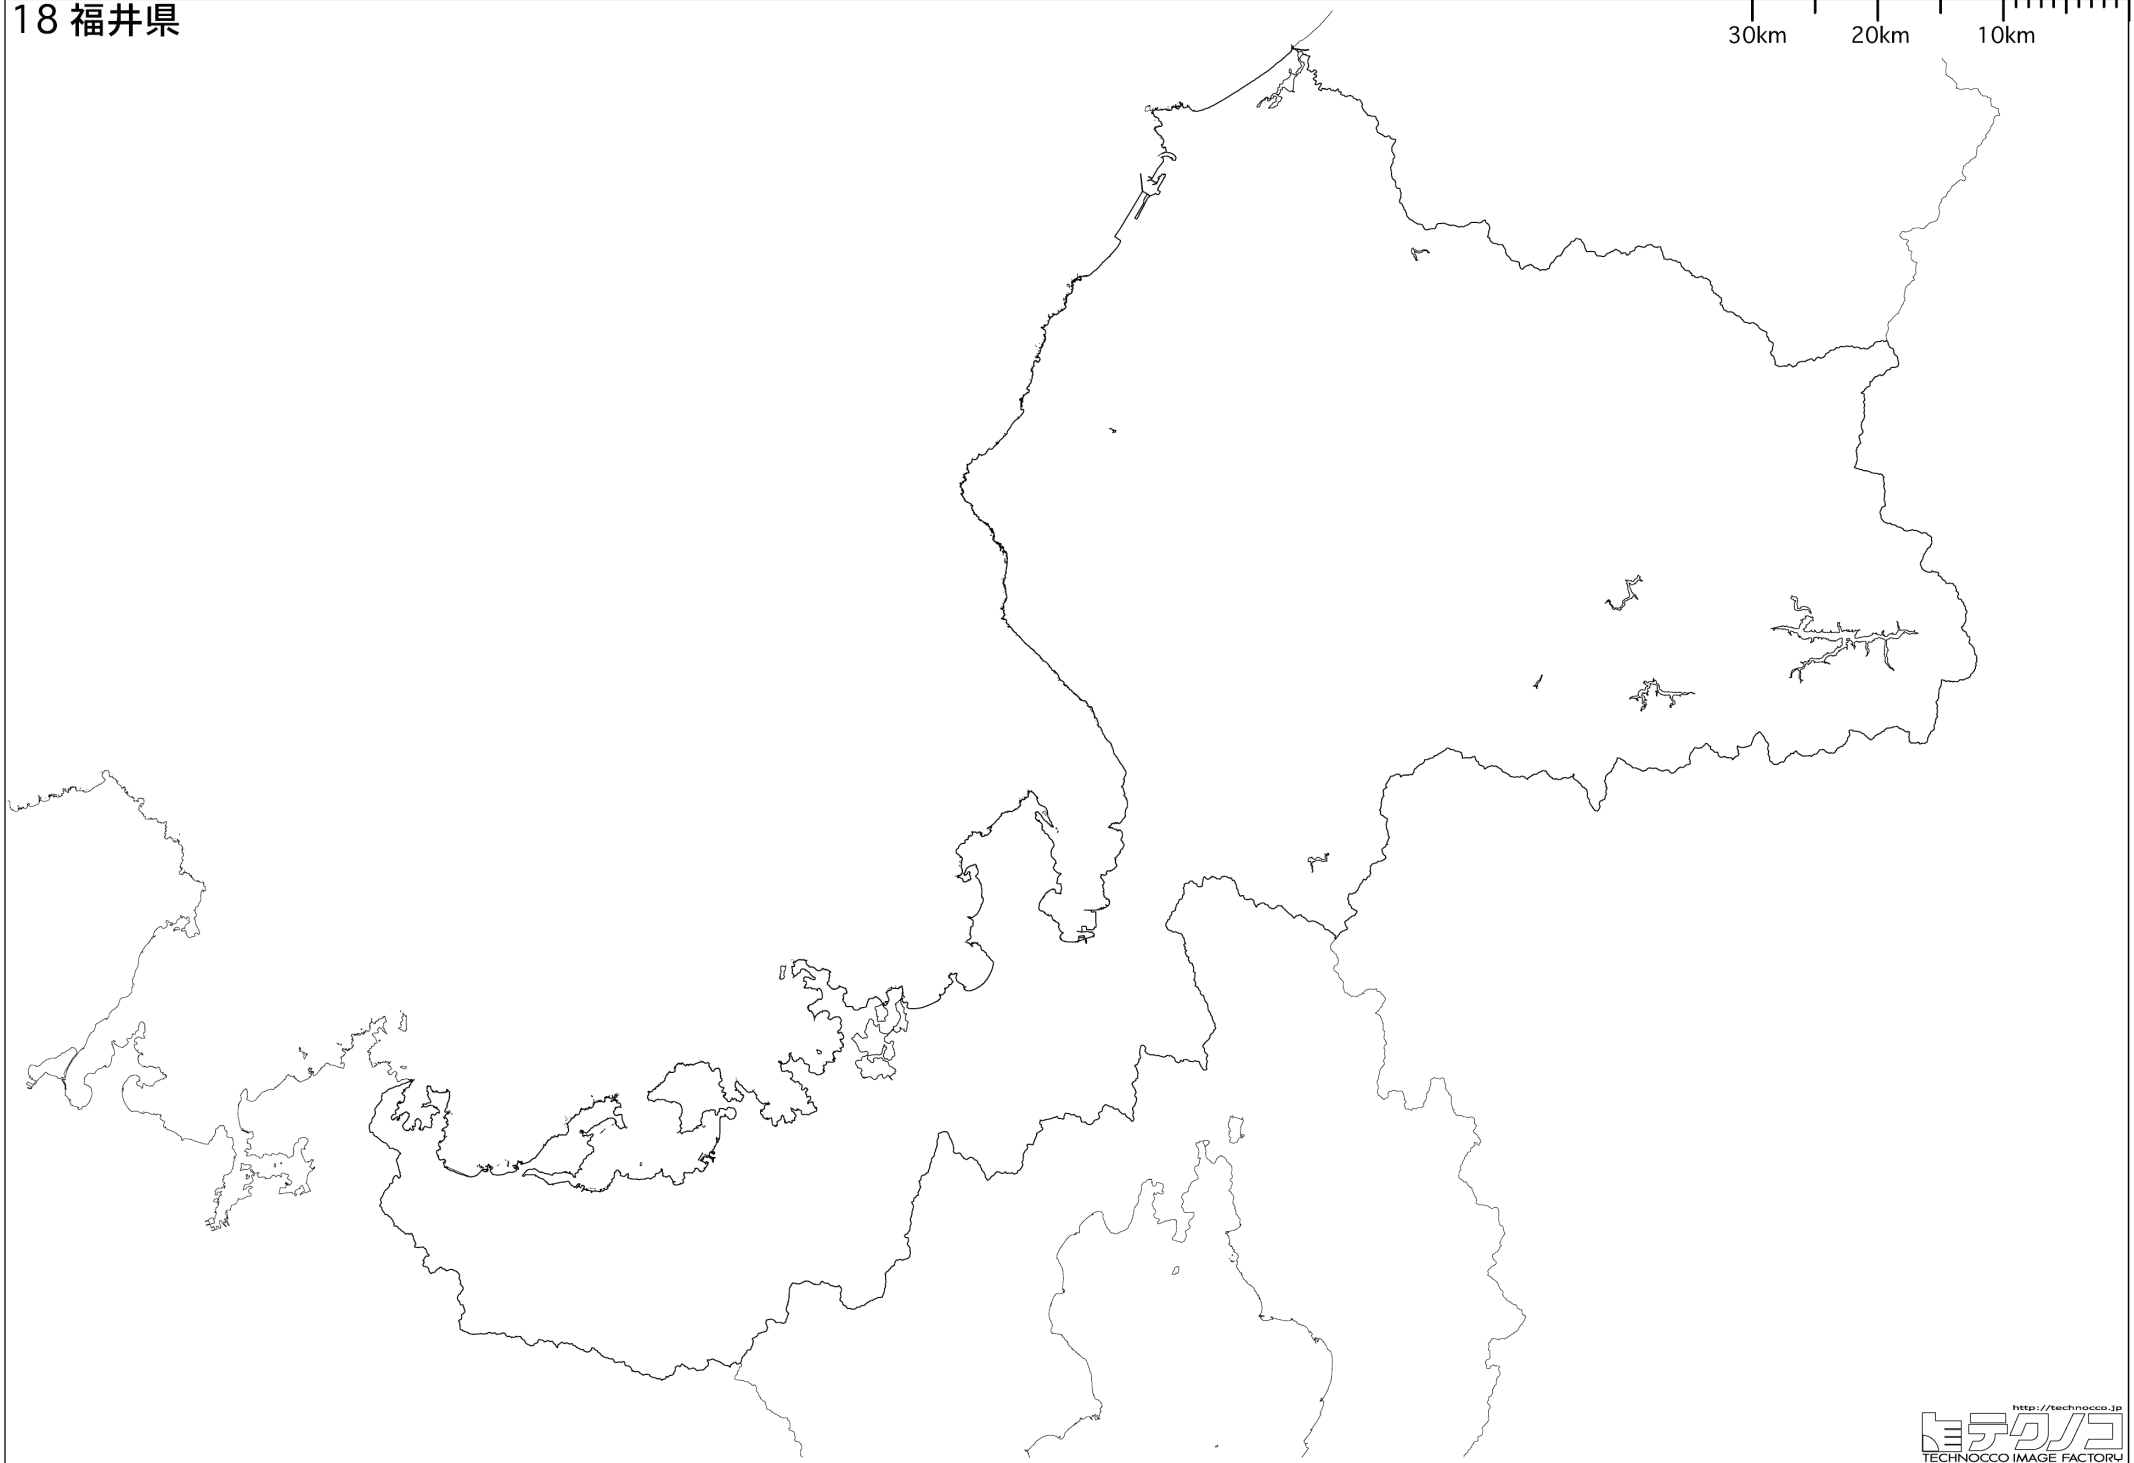 18 福井県
30km 20km 10km
http://technocco.jp
テクノコ
TECHNOCCO IMAGE FACTORY